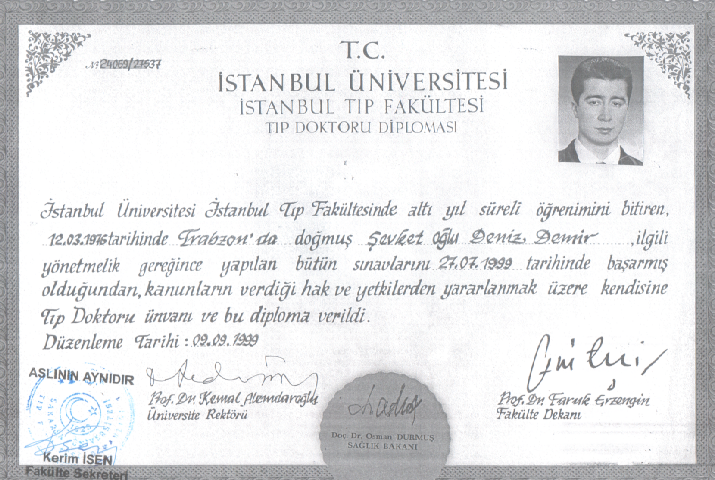 № 24069/21637
T.C.
İSTANBUL ÜNİVERSİTESİ
İSTANBUL TIP FAKÜLTESİ
TIP DOKTORU DİPLOMASI
İstanbul Üniversitesi İstanbul Tıp Fakültesinde altı yıl süreli öğrenimini bitiren,
12.03.1976 tarihinde Trabzon'da doğmuş Şevket Oğlu Deniz Demir ,ilgili
yönetmelik gereğince yapılan bütün sınavlarını 27.07.1999 tarihinde başarmış
olduğundan, kanunların verdiği hak ve yetkilerden yararlanmak üzere kendisine
Tıp Doktoru ünvanı ve bu diploma verildi.
Düzenleme Tarihi : 09.09.1999
ASLININ AYNIDIR
Prof. Dr. Kemal Alemdaroğlu
Üniversite Rektörü
Prof. Dr. Faruk Erzengin
Fakülte Dekanı
Doç. Dr. Osman DURMUŞ
SAĞLIK BAKANI
Kerim İSEN
Fakülte Sekreteri